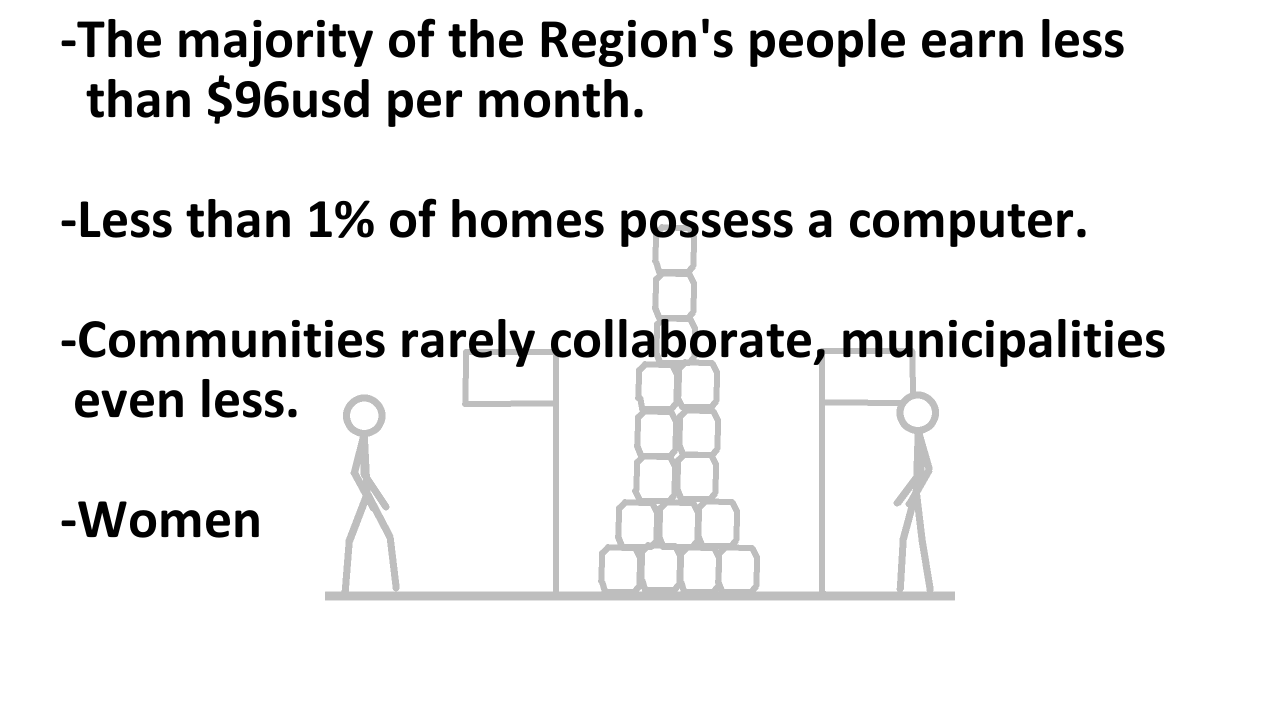 -The majority of the Region's people earn less
than $96usd per month.
-Less than 1% of homes possess a computer.
-Communities rarely collaborate, municipalities
even less.
-Women